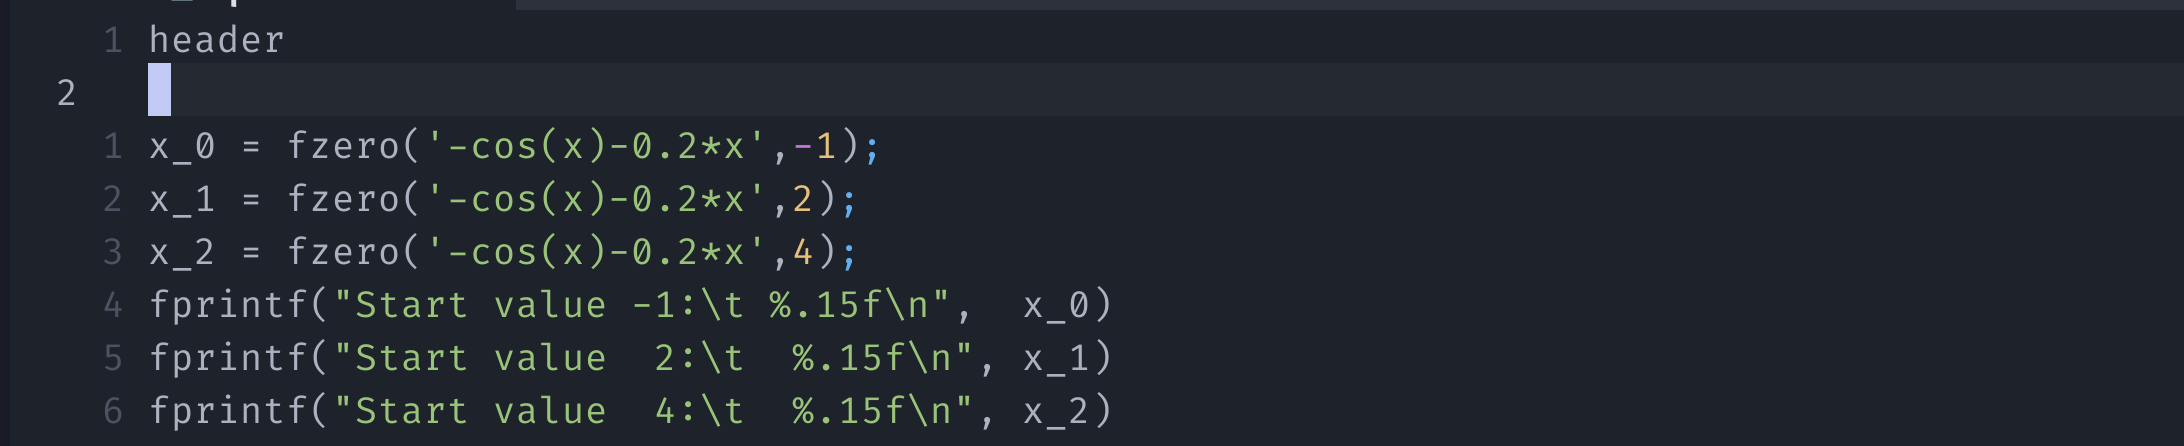 1 header
2
1 x_0 = fzero('-cos(x)-0.2*x',-1);
2 x_1 = fzero('-cos(x)-0.2*x',2);
3 x_2 = fzero('-cos(x)-0.2*x',4);
4 fprintf("Start value -1:\t %.15f\n",  x_0)
5 fprintf("Start value  2:\t  %.15f\n", x_1)
6 fprintf("Start value  4:\t  %.15f\n", x_2)